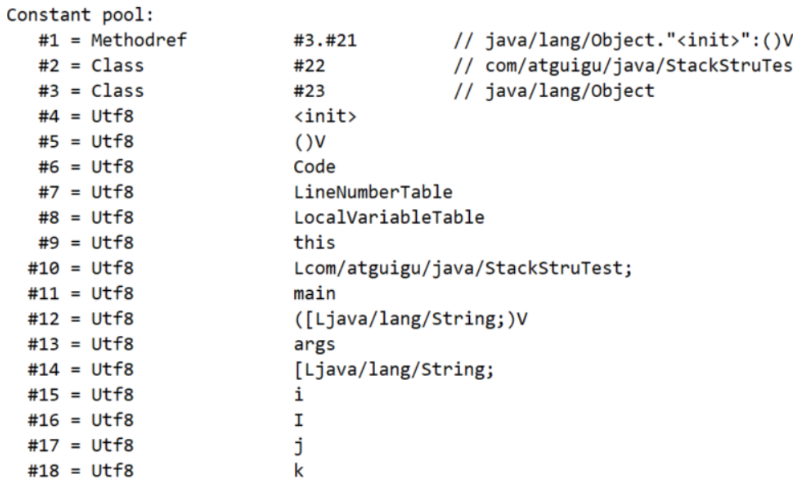 Constant pool:
#1 = Methodref #3.#21 // java/lang/Object."<init>":()V
#2 = Class #22 // com/atguigu/java/StackStruTes
#3 = Class #23 // java/lang/Object
#4 = Utf8 <init>
#5 = Utf8 ()V
#6 = Utf8 Code
#7 = Utf8 LineNumberTable
#8 = Utf8 LocalVariableTable
#9 = Utf8 this
#10 = Utf8 Lcom/atguigu/java/StackStruTest;
#11 = Utf8 main
#12 = Utf8 ([Ljava/lang/String;)V
#13 = Utf8 args
#14 = Utf8 [Ljava/lang/String;
#15 = Utf8 i
#16 = Utf8 I
#17 = Utf8 j
#18 = Utf8 k